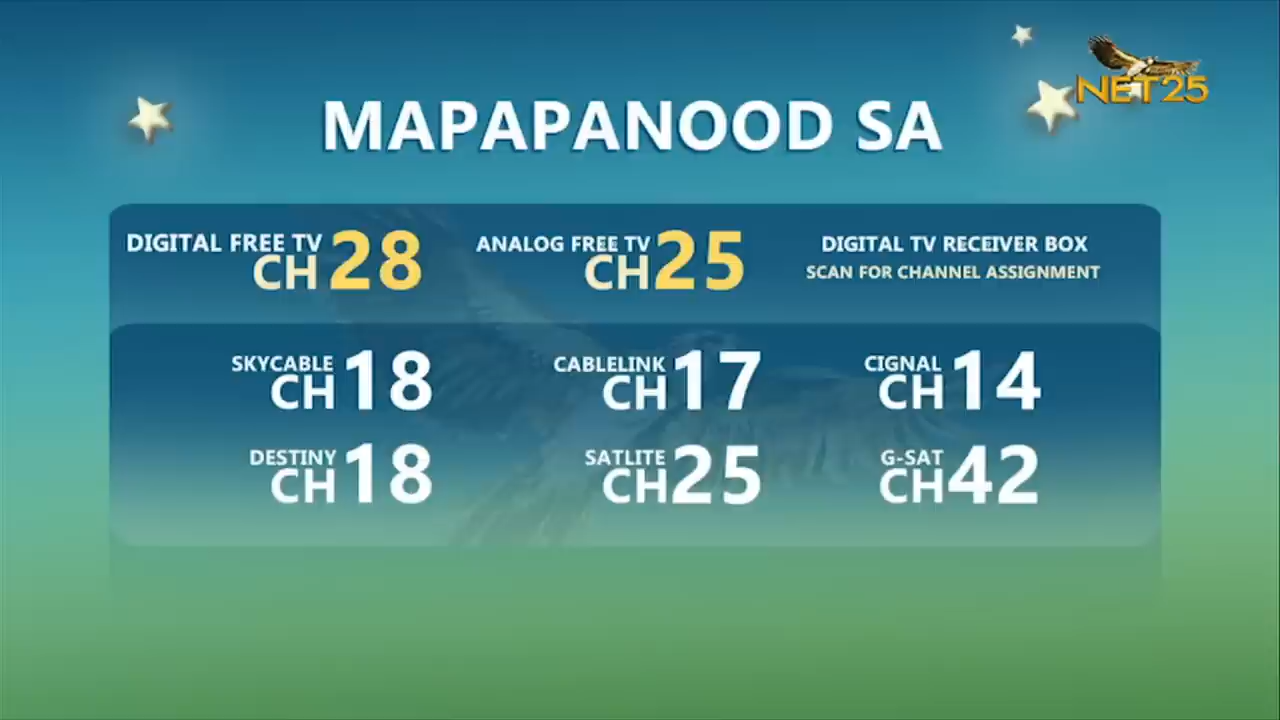 NET25
MAPAPANOOD SA
DIGITAL FREE TV
CH 28
ANALOG FREE TV
CH 25
DIGITAL TV RECEIVER BOX
SCAN FOR CHANNEL ASSIGNMENT
SKYCABLE
CH 18
CABLELINK
CH 17
CIGNAL
CH 14
DESTINY
CH 18
SATLITE
CH 25
G-SAT
CH 42